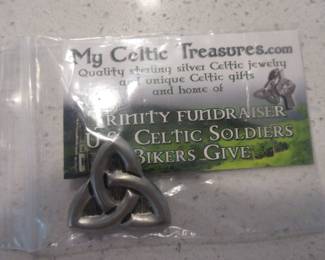 My Celtic Treasures.com
Quality sterling silver Celtic jewelry
and unique Celtic gifts
and home of
Trinity Fundraiser
Celtic Soldiers
Bikers Give